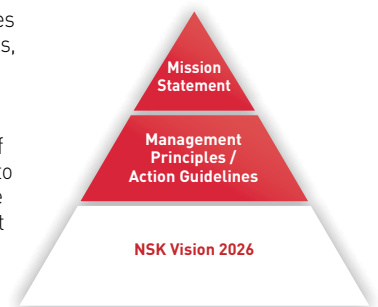 Mission
Statement
Management
Principles /
Action Guidelines
NSK Vision 2026